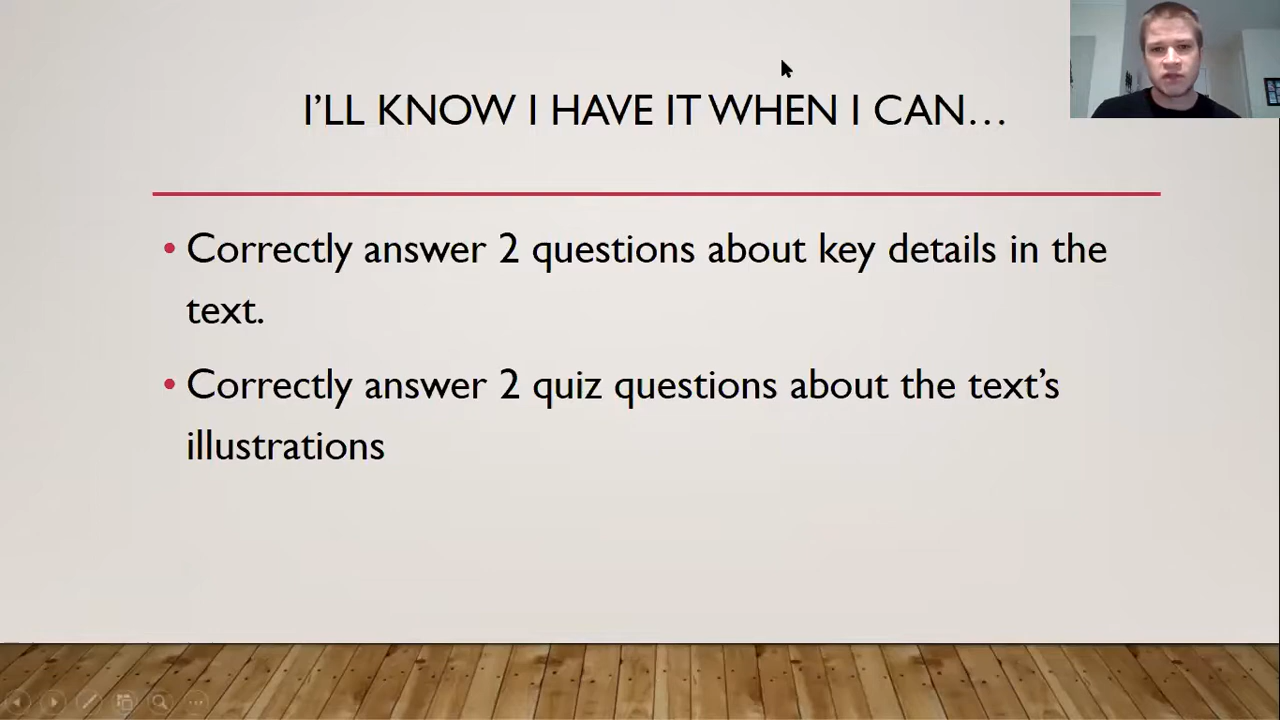 I’LL KNOW I HAVE IT WHEN I CAN…
• Correctly answer 2 questions about key details in the
text.
• Correctly answer 2 quiz questions about the text’s
illustrations